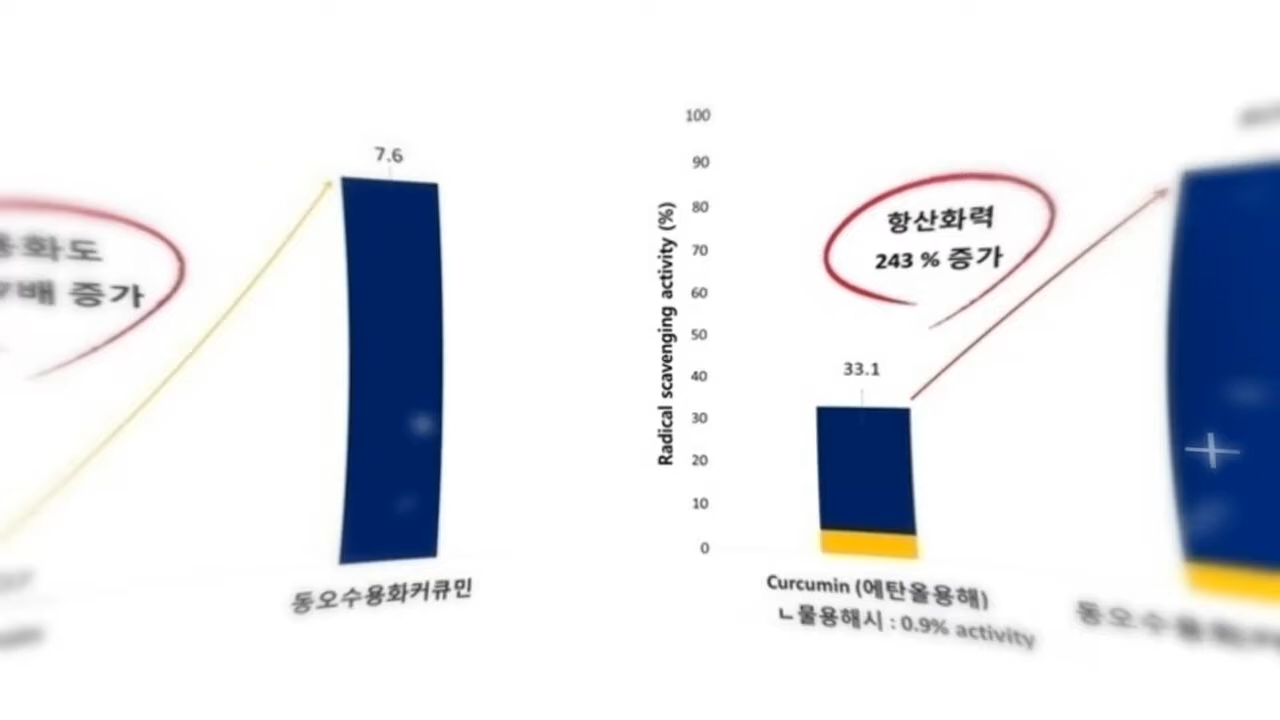 7.6
증가
동오수용화커큐민
100
90
80
70
60
50
40
30
20
10
0
Radical scavenging activity (%)
항산화력
243 % 증가
33.1
Curcumin (에탄올용해)
ㄴ물용해시 : 0.9% activity